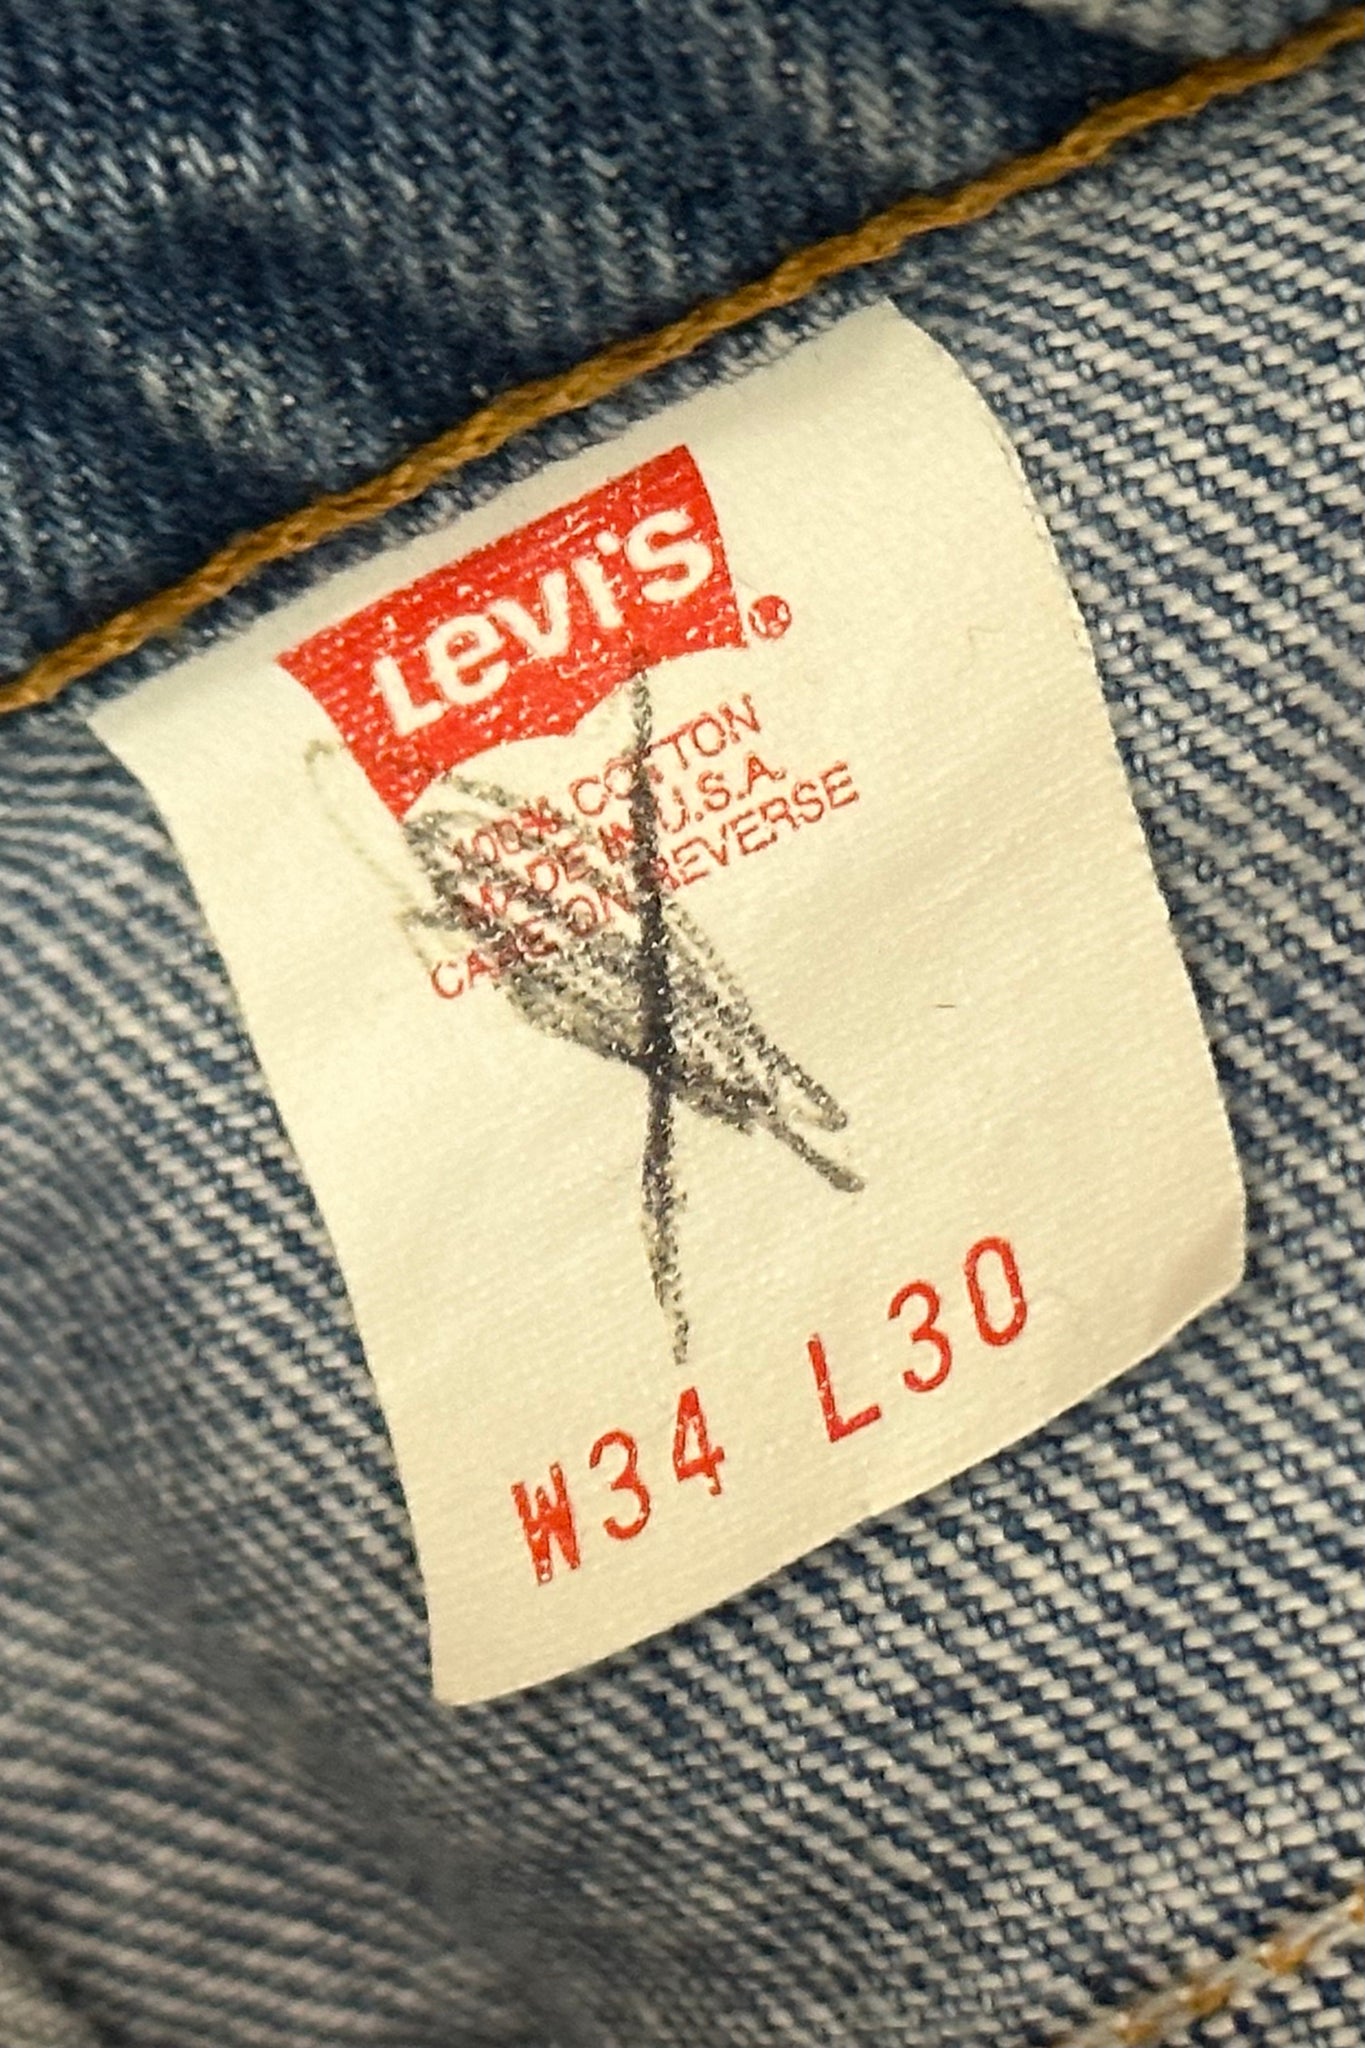 Levi's®
100% COTTON
MADE IN U.S.A.
CARE ON REVERSE
W34 L30